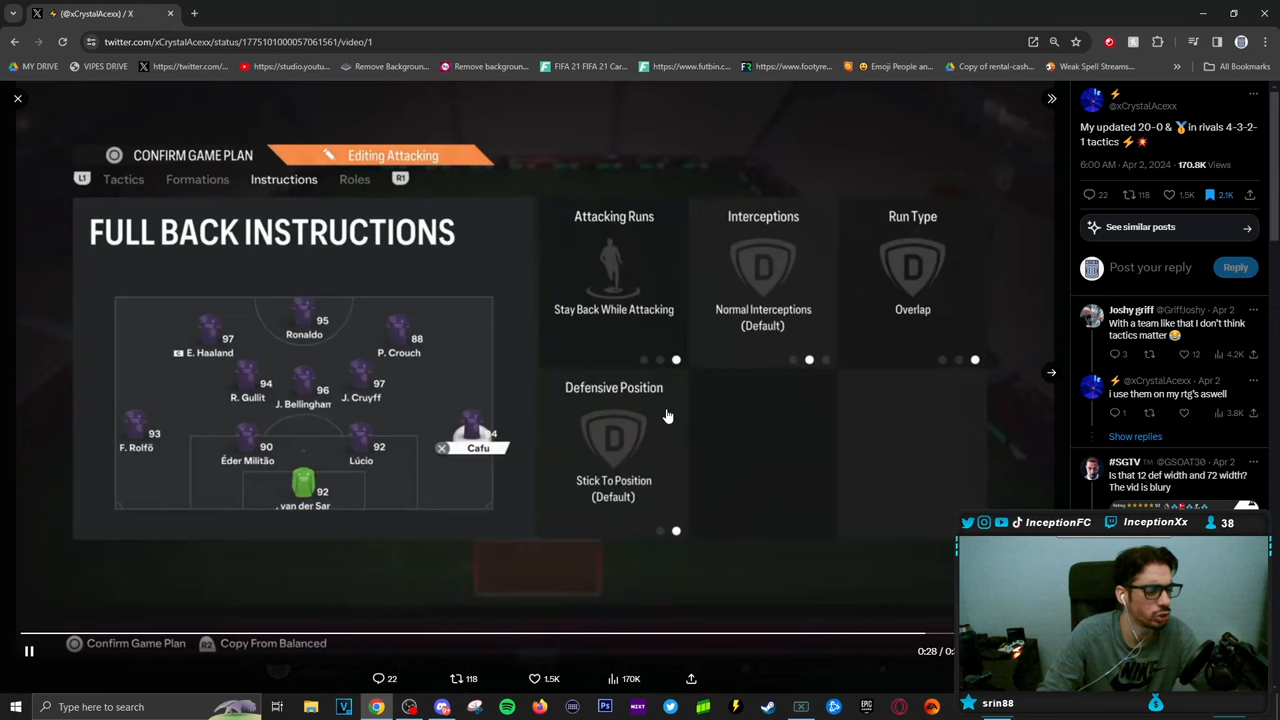 (@xCrystalAcexx) / X
twitter.com/xCrystalAcexx/status/1775101000057061561/video/1
MY DRIVE
VIPES DRIVE
https://twitter.com/...
https://studio.youtu...
Remove Backgroun...
Remove backgroun...
FIFA 21 FIFA 21 Car...
https://www.futbin.c...
https://www.footyre...
Emoji People an...
Copy of rental-cash...
Weak Spell Streams...
All Bookmarks
CONFIRM GAME PLAN
Editing Attacking
L1
Tactics
Formations
Instructions
Roles
R1
FULL BACK INSTRUCTIONS
95
Ronaldo
97
E. Haaland
88
P. Crouch
94
R. Gullit
96
J. Bellingham
97
J. Cruyff
93
F. Rolfö
90
Éder Militão
92
Lúcio
94
Cafu
92
. van der Sar
Attacking Runs
Stay Back While Attacking
Interceptions
D
Normal Interceptions
(Default)
Run Type
D
Overlap
Defensive Position
D
Stick To Position
(Default)
Confirm Game Plan
R2
Copy From Balanced
0:28 / 0:
22
118
1.5K
170K
@xCrystalAcexx
My updated 20-0 & 🥇in rivals 4-3-2-
1 tactics ⚡💥
6:00 AM · Apr 2, 2024 · 170.8K Views
22
118
1.5K
2.1K
See similar posts
Post your reply
Reply
Joshy griff @GriffJoshy · Apr 2
With a team like that I don't think
tactics matter 😂
3
12
4.2K
⚡ @xCrystalAcexx · Apr 2
i use them on my rtg's aswell
1
3.8K
Show replies
#SGTV @GSOAT30 · Apr 2
Is that 12 def width and 72 width?
The vid is blury
InceptionFC
InceptionXx
38
srin88
Type here to search